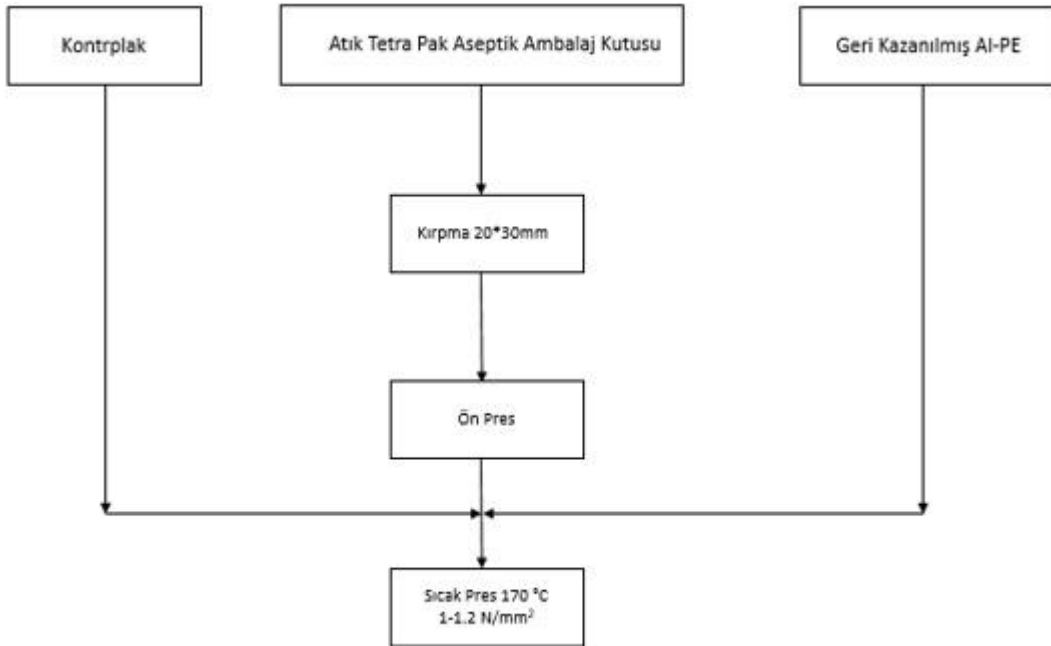 Kontrplak
Atık Tetra Pak Aseptik Ambalaj Kutusu
Geri Kazanılmış Al-PE
Kırpma 20*30mm
Ön Pres
Sıcak Pres 170 °C
1-1.2 N/mm²